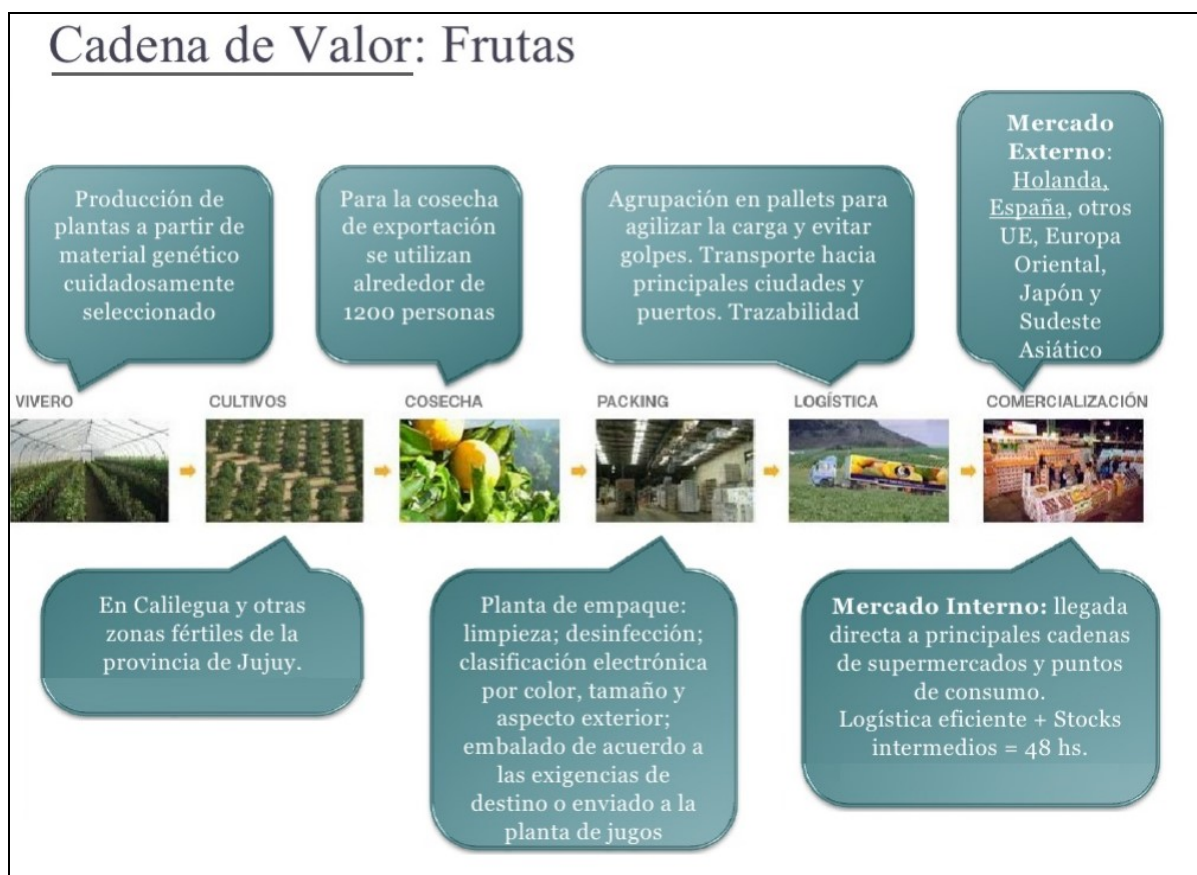 Cadena de Valor: Frutas
Mercado
Externo:
Holanda,
España, otros
UE, Europa
Oriental,
Japón y
Sudeste
Asiático
Producción de
plantas a partir de
material genético
cuidadosamente
seleccionado
Para la cosecha
de exportación
se utilizan
alrededor de
1200 personas
Agrupación en pallets para
agilizar la carga y evitar
golpes. Transporte hacia
principales ciudades y
puertos. Trazabilidad
VIVERO
CULTIVOS
COSECHA
PACKING
LOGÍSTICA
COMERCIALIZACIÓN
En Calilegua y otras
zonas fértiles de la
provincia de Jujuy.
Planta de empaque:
limpieza; desinfección;
clasificación electrónica
por color, tamaño y
aspecto exterior;
embalado de acuerdo a
las exigencias de
destino o enviado a la
planta de jugos
Mercado Interno: llegada
directa a principales cadenas
de supermercados y puntos
de consumo.
Logística eficiente + Stocks
intermedios = 48 hs.